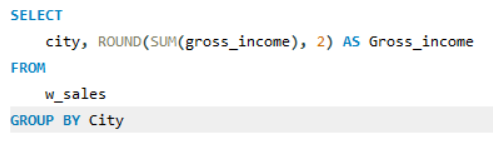 SELECT
city, ROUND(SUM(gross_income), 2) AS Gross_income
FROM
w_sales
GROUP BY City